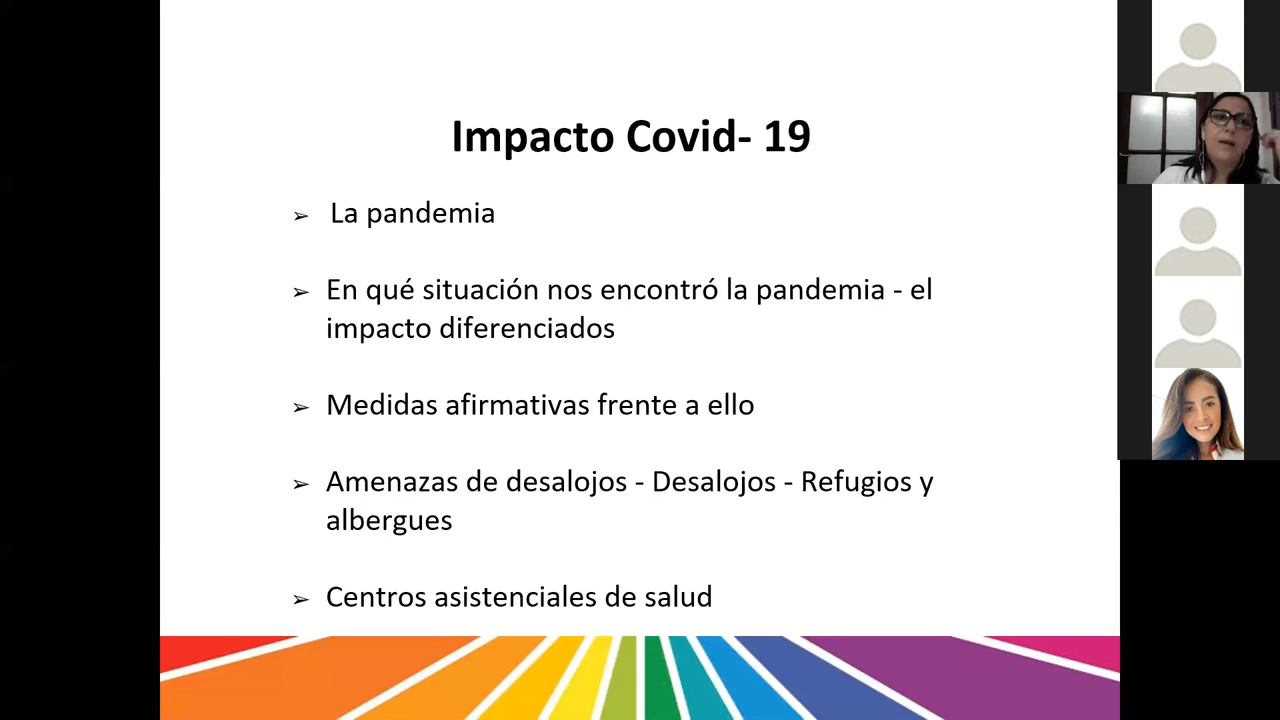 Impacto Covid- 19
➢ La pandemia
➢ En qué situación nos encontró la pandemia - el
impacto diferenciados
➢ Medidas afirmativas frente a ello
➢ Amenazas de desalojos - Desalojos - Refugios y
albergues
➢ Centros asistenciales de salud